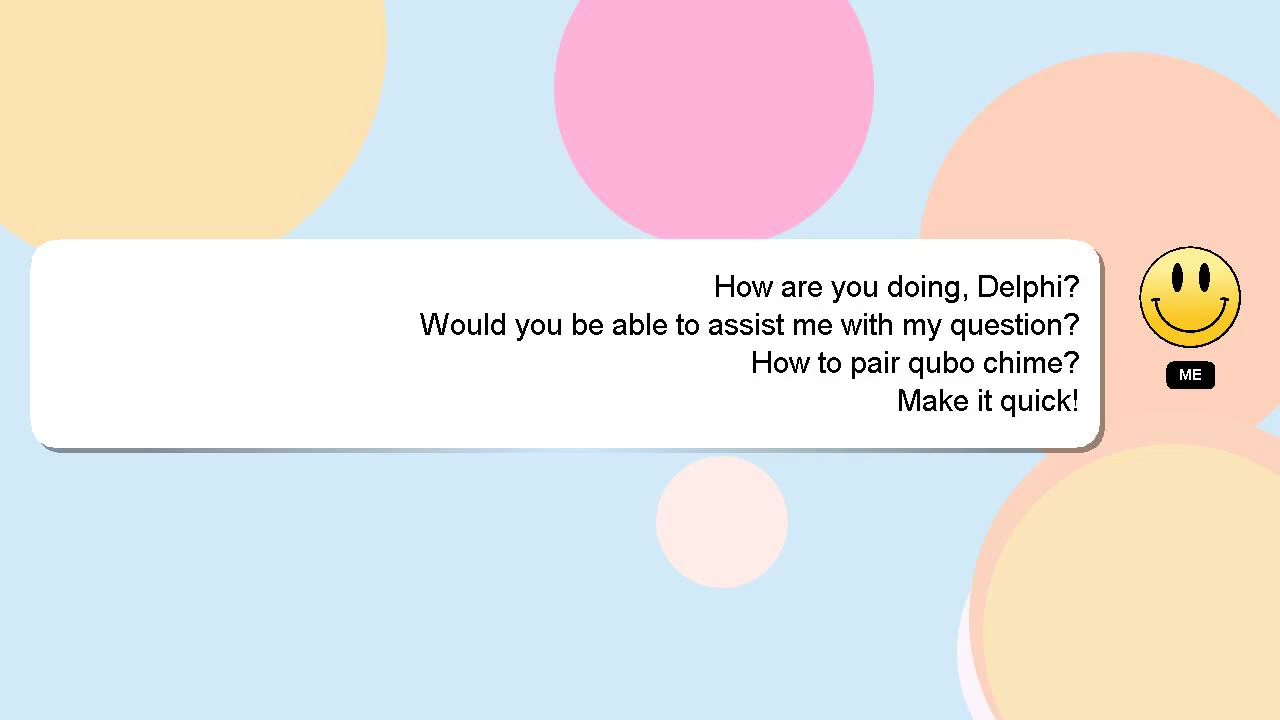 How are you doing, Delphi?
Would you be able to assist me with my question?
How to pair qubo chime?
Make it quick!
ME